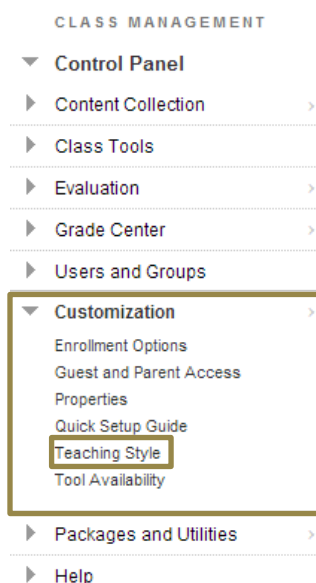 CLASS MANAGEMENT
Control Panel
Content Collection
Class Tools
Evaluation
Grade Center
Users and Groups
Customization
Enrollment Options
Guest and Parent Access
Properties
Quick Setup Guide
Teaching Style
Tool Availability
Packages and Utilities
Help